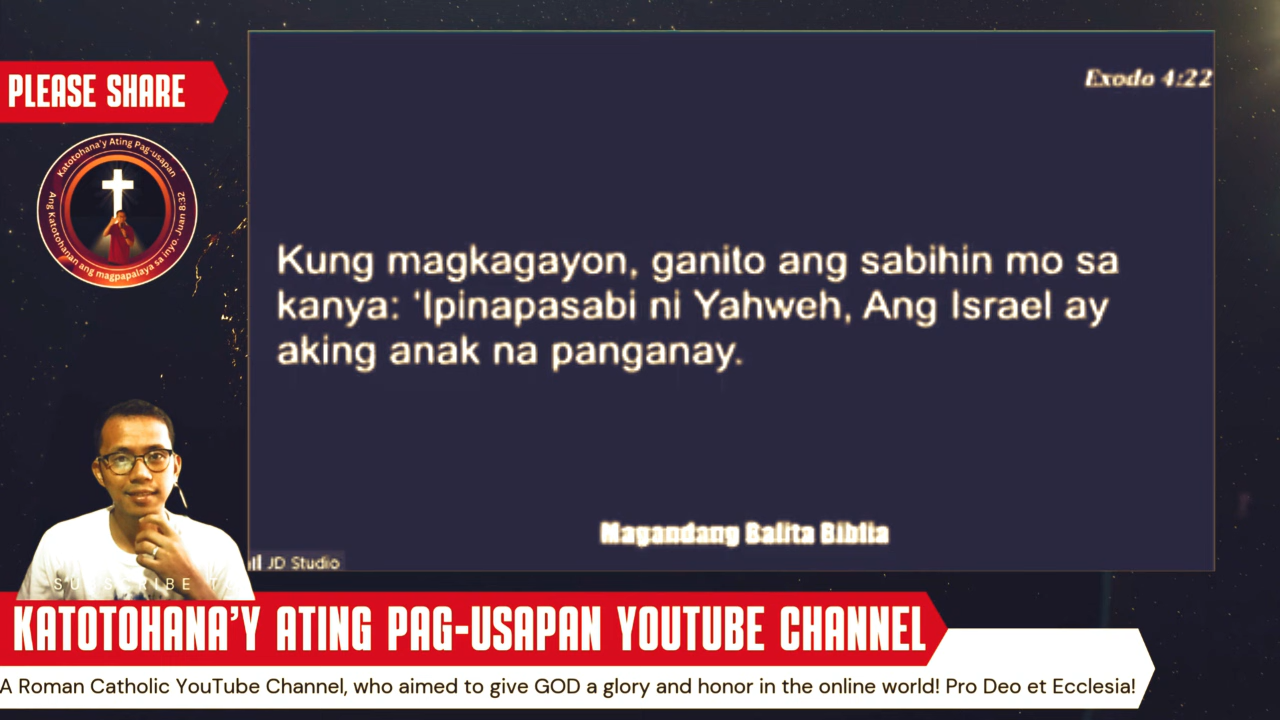 PLEASE SHARE
Katotohana'y Ating Pag-usapan
Ang Katotohanan ang magpapalaya sa inyo. Juan 8:32
Exodo 4:22
Kung magkagayon, ganito ang sabihin mo sa
kanya: ‘Ipinapasabi ni Yahweh, Ang Israel ay
aking anak na panganay.
Magandang Balita Biblia
JD Studio
SUBSCRIBE
KATOTOHANA'Y ATING PAG-USAPAN YOUTUBE CHANNEL
A Roman Catholic YouTube Channel, who aimed to give GOD a glory and honor in the online world! Pro Deo et Ecclesia!